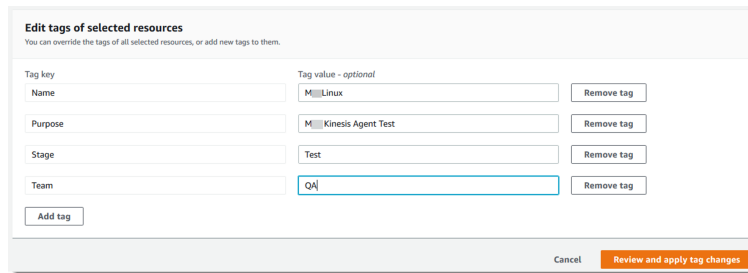 Edit tags of selected resources
You can override the tags of all selected resources, or add new tags to them.
Tag key Tag value - optional
Name M Linux Remove tag
Purpose M Kinesis Agent Test Remove tag
Stage Test Remove tag
Team QA Remove tag
Add tag
Cancel Review and apply tag changes